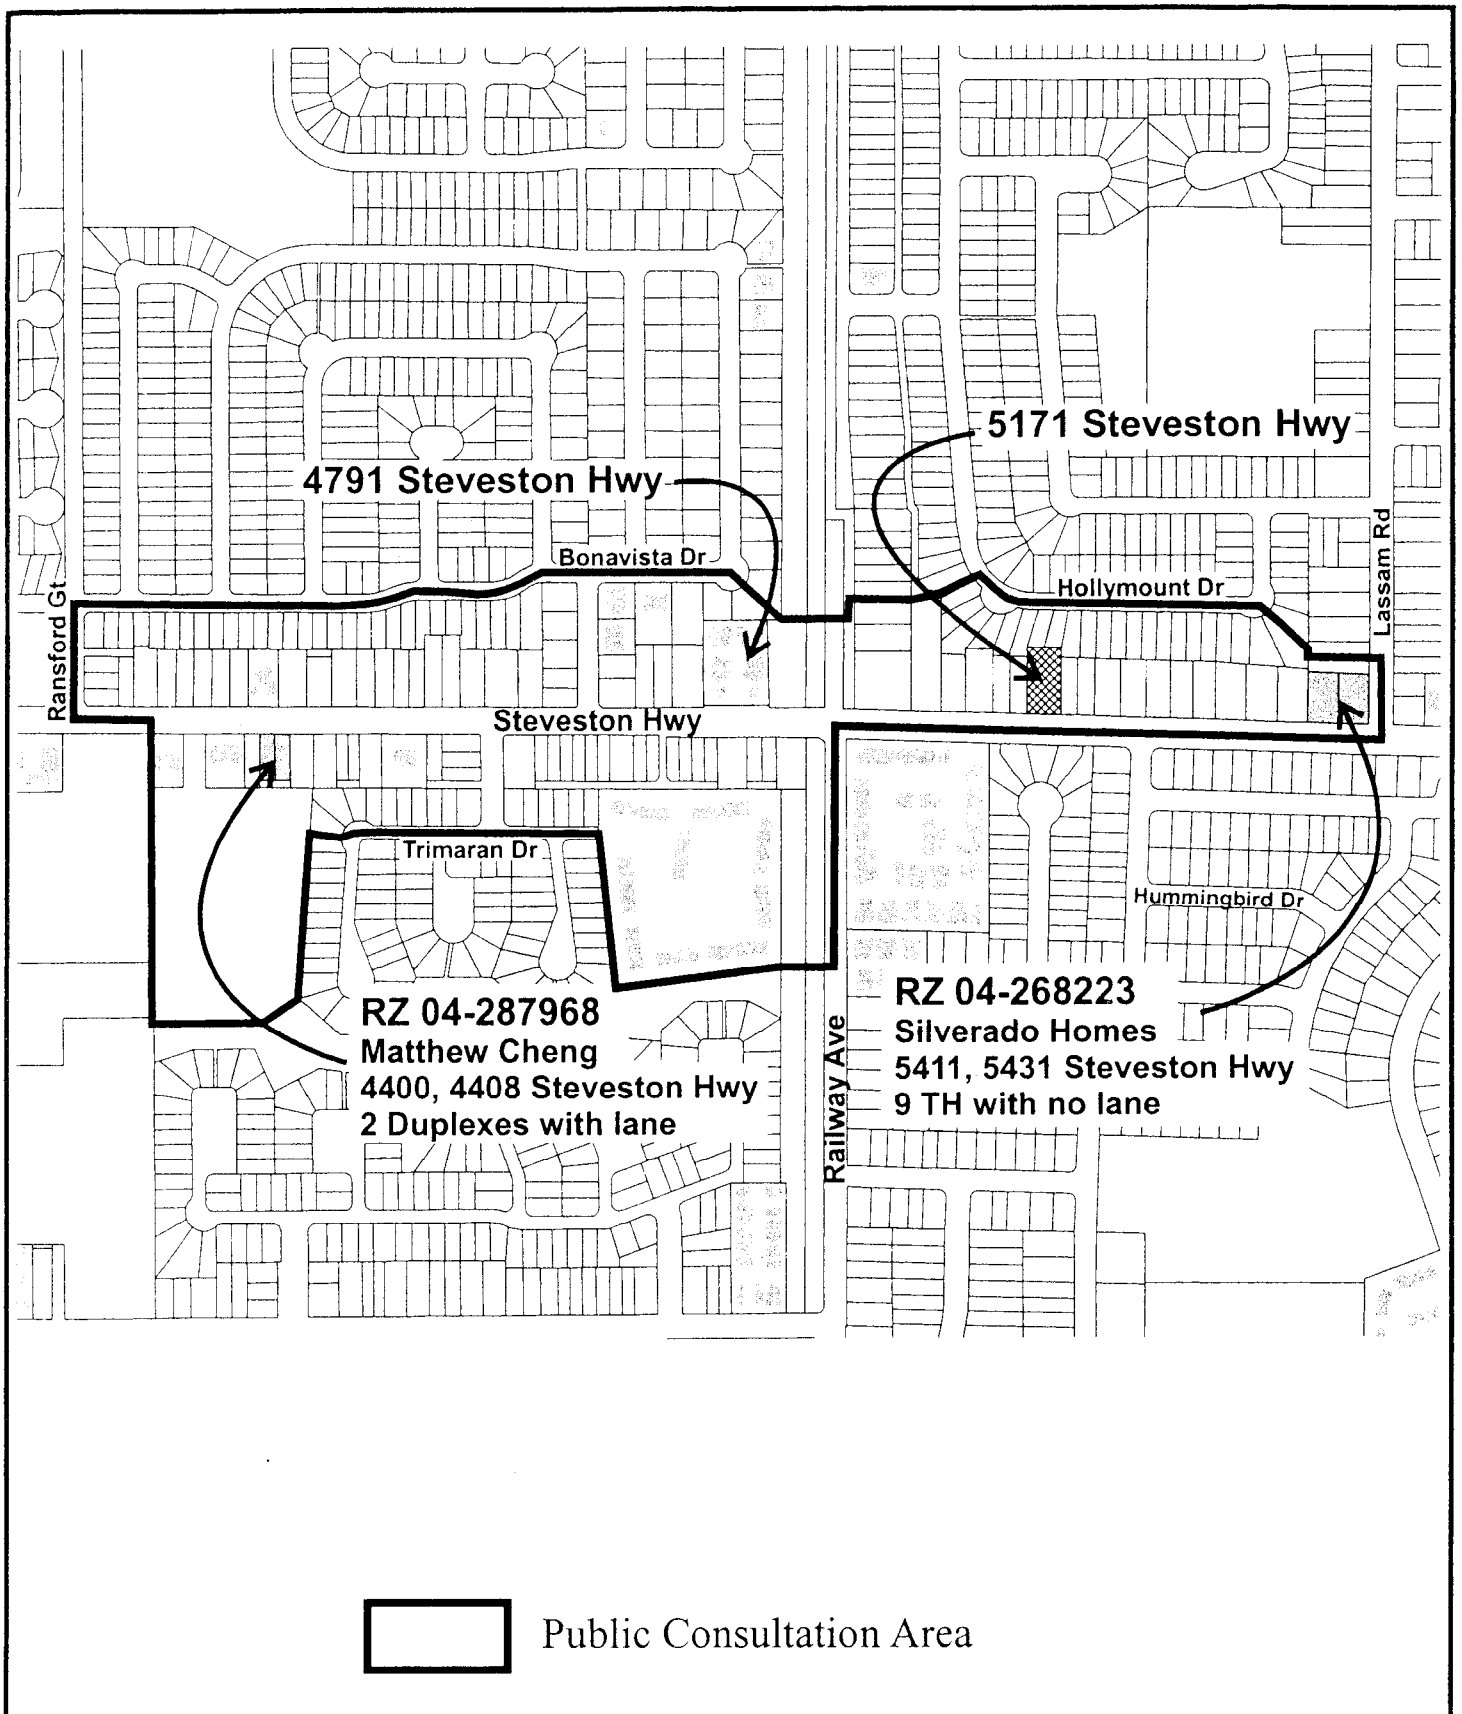 5171 Steveston Hwy
4791 Steveston Hwy
Bonavista Dr
Hollymount Dr
Ransford Gt
Lassam Rd
Steveston Hwy
Trimaran Dr
Hummingbird Dr
RZ 04-287968
Matthew Cheng
4400, 4408 Steveston Hwy
2 Duplexes with lane
Railway Ave
RZ 04-268223
Silverado Homes
5411, 5431 Steveston Hwy
9 TH with no lane
Public Consultation Area